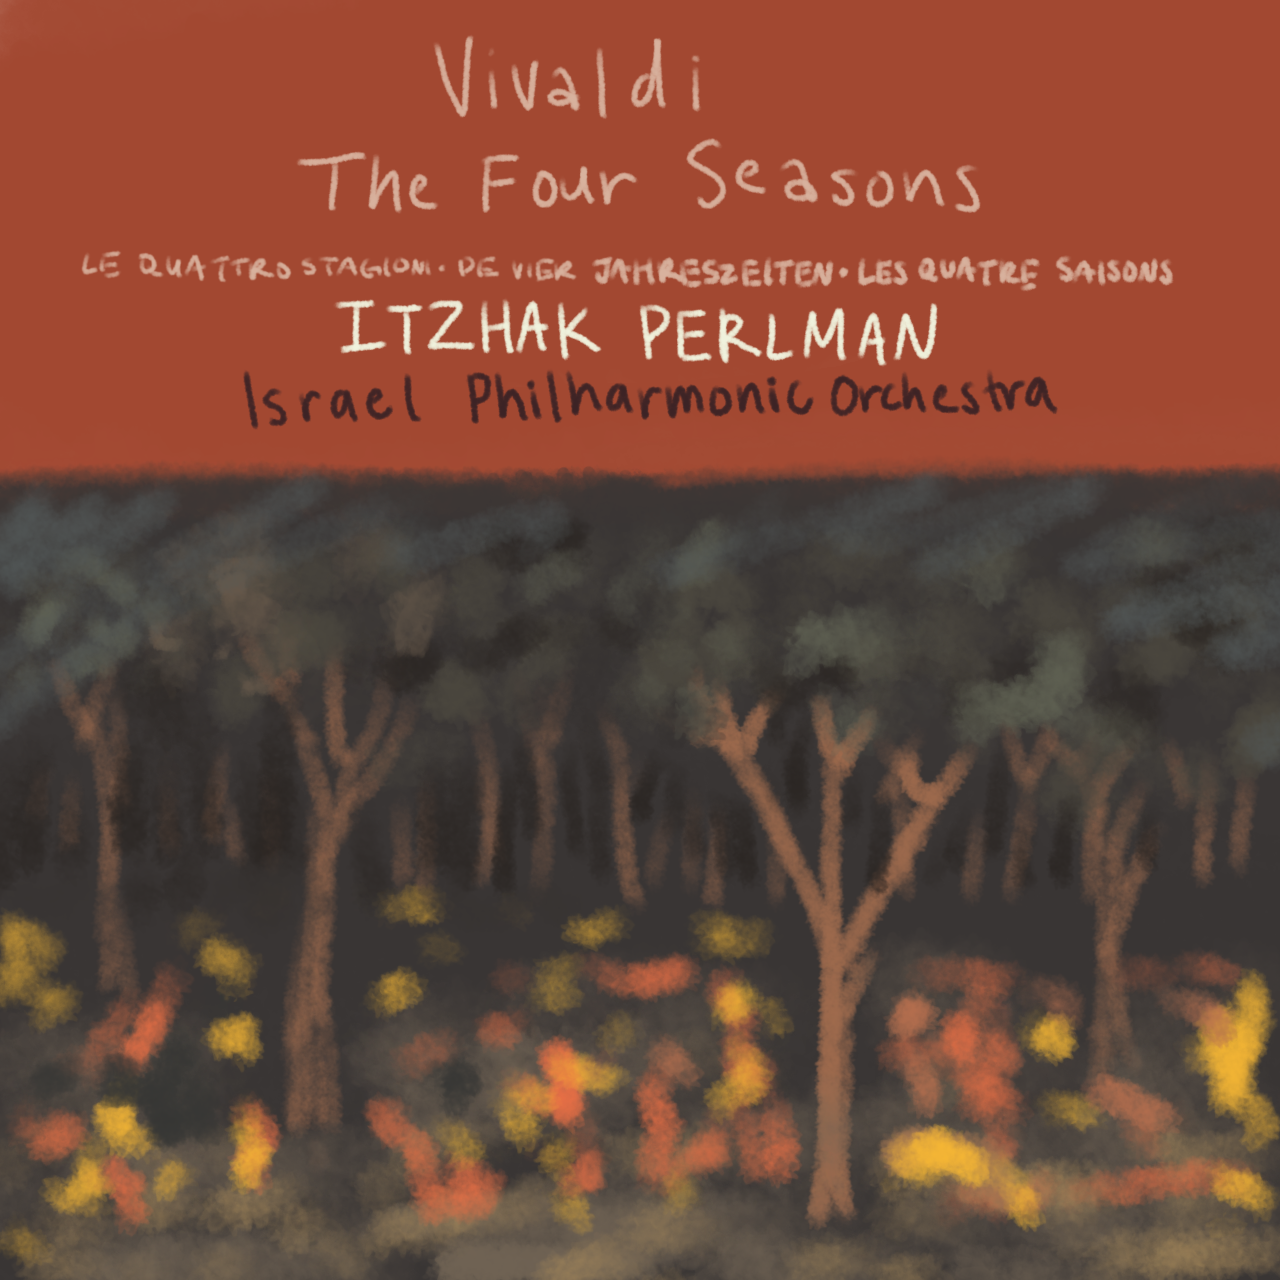 Vivaldi
The Four Seasons
LE QUATTRO STAGIONI · DE VIER JAHRESZEITEN · LES QUATRE SAISONS
ITZHAK PERLMAN
Israel Philharmonic Orchestra